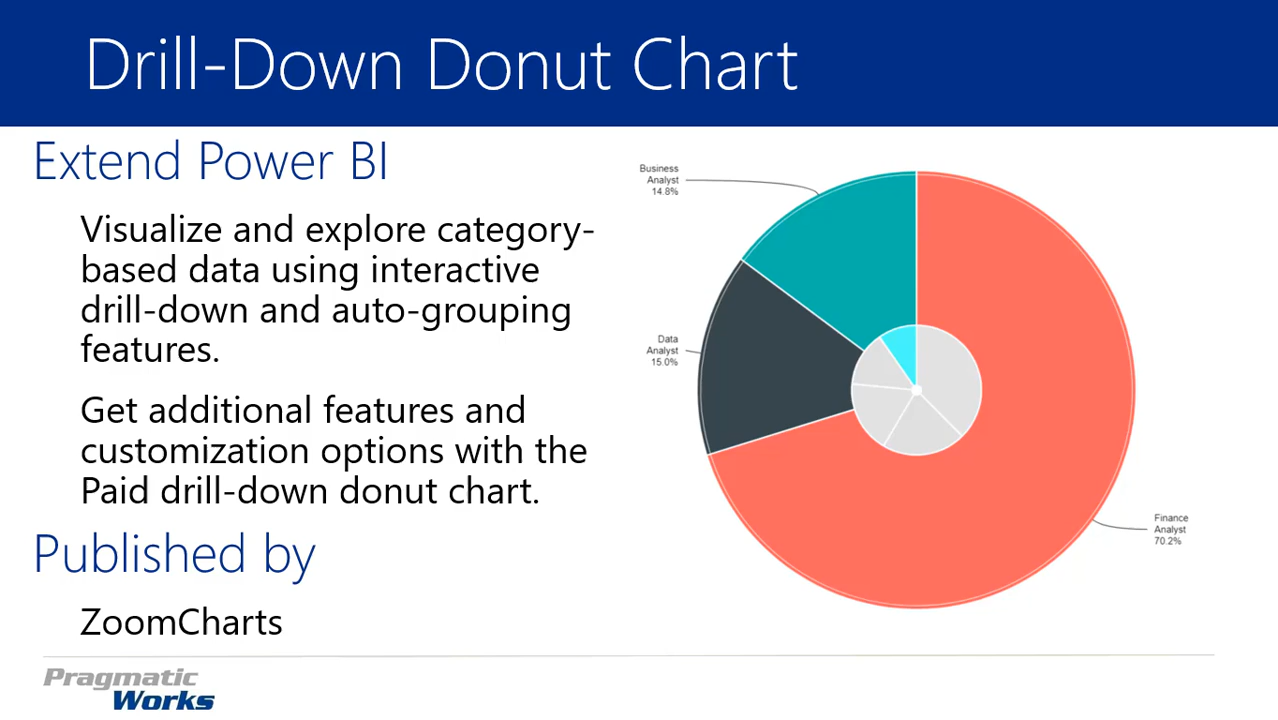 Drill-Down Donut Chart
Extend Power BI
Visualize and explore category-
based data using interactive
drill-down and auto-grouping
features.
Get additional features and
customization options with the
Paid drill-down donut chart.
Published by
ZoomCharts
Business
Analyst
14.8%
Data
Analyst
15.0%
Finance
Analyst
70.2%
Pragmatic
Works